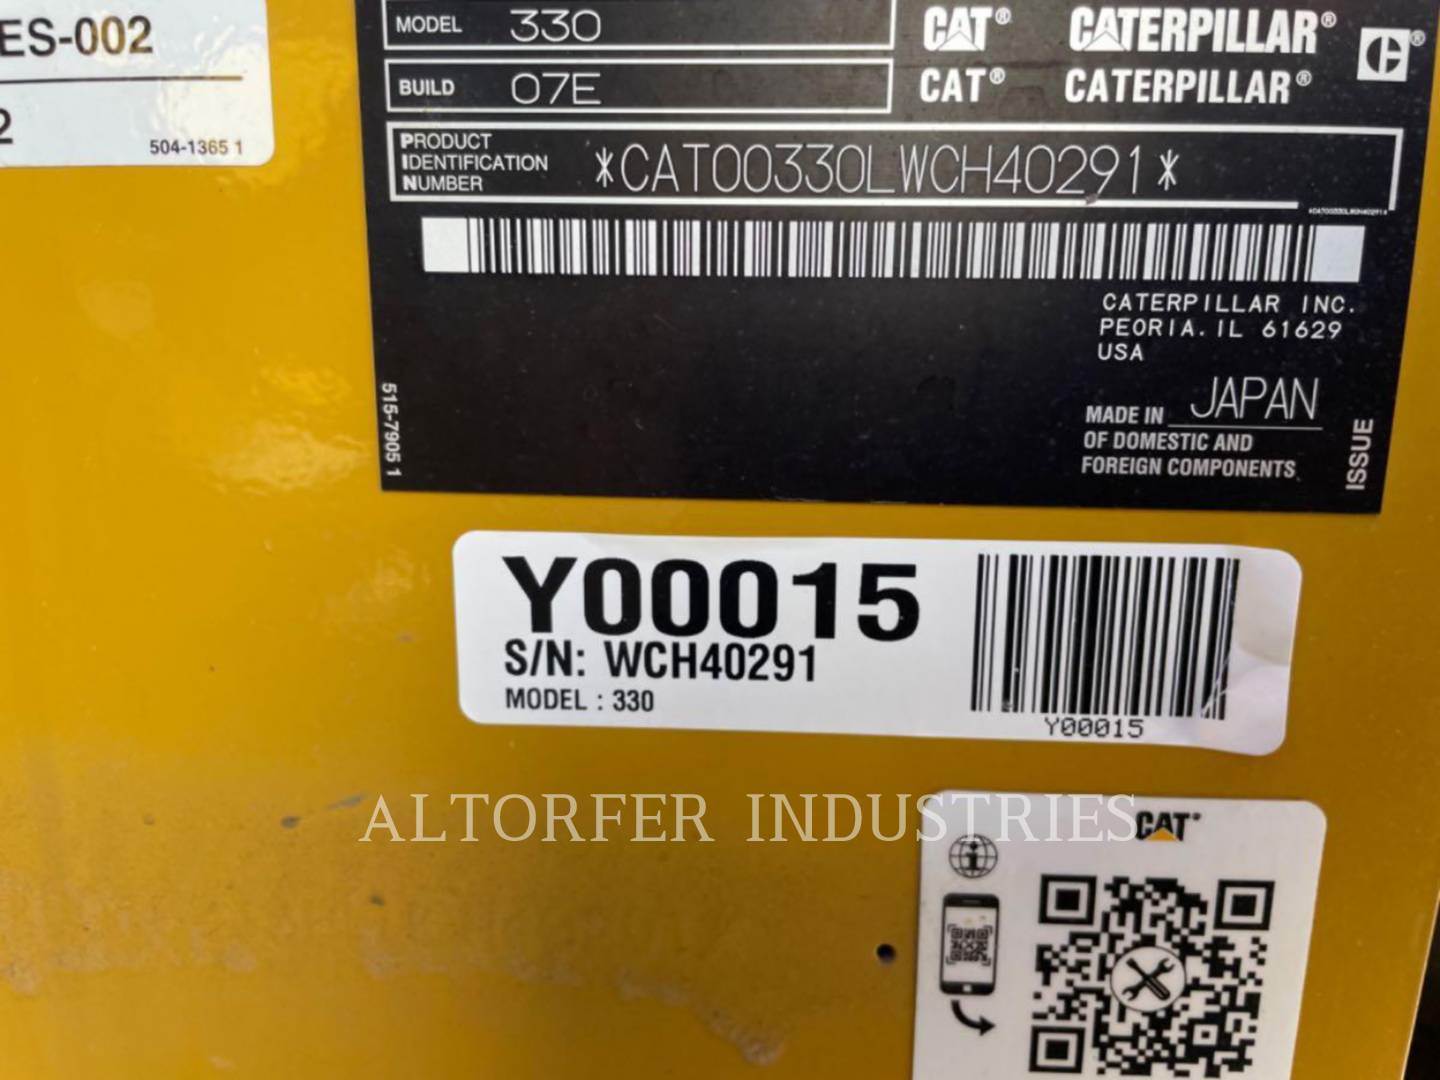 ES-002
2
504-1365 1
MODEL 330
BUILD 07E
CAT® CATERPILLAR®
CAT® CATERPILLAR®
PRODUCT
IDENTIFICATION
NUMBER
*CAT00330LWCH40291*
*CAT00330LWCH40291*
CATERPILLAR INC.
PEORIA. IL 61629
USA
MADE IN JAPAN
OF DOMESTIC AND
FOREIGN COMPONENTS
ISSUE
515-7905 1
Y00015
S/N: WCH40291
MODEL : 330
Y00015
ALTORFER INDUSTRIES
CAT